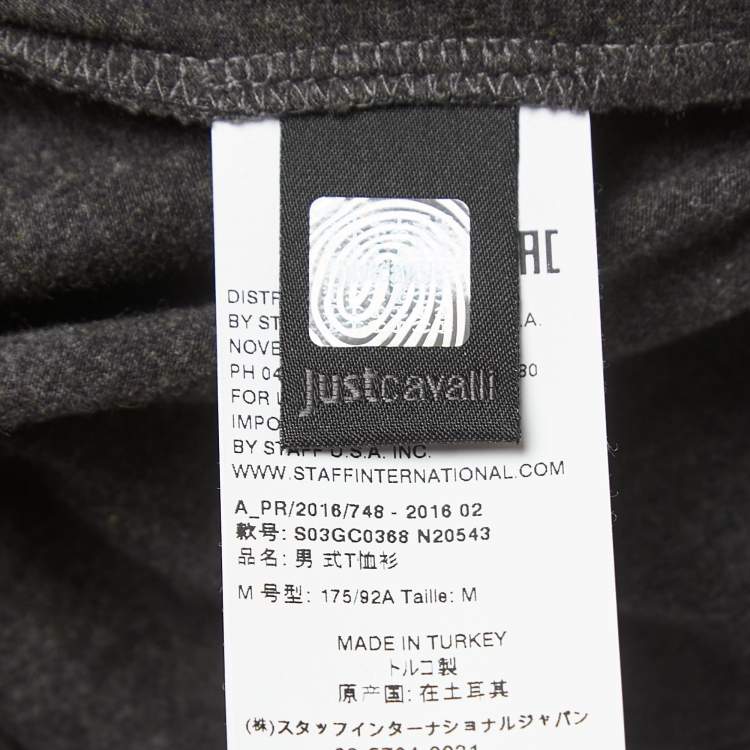 AC
DISTR
BY ST .A.
NOVE
PH 04 80
FOR U
IMPO
justcavalli
BY STAFF U.S.A. INC.
WWW.STAFFINTERNATIONAL.COM
A_PR/2016/748 - 2016 02
款号: S03GC0368 N20543
品名: 男 式T恤衫
M 号型: 175/92A Taille: M
MADE IN TURKEY
トルコ製
原产国: 在土耳其
(株)スタッフインターナショナルジャパン